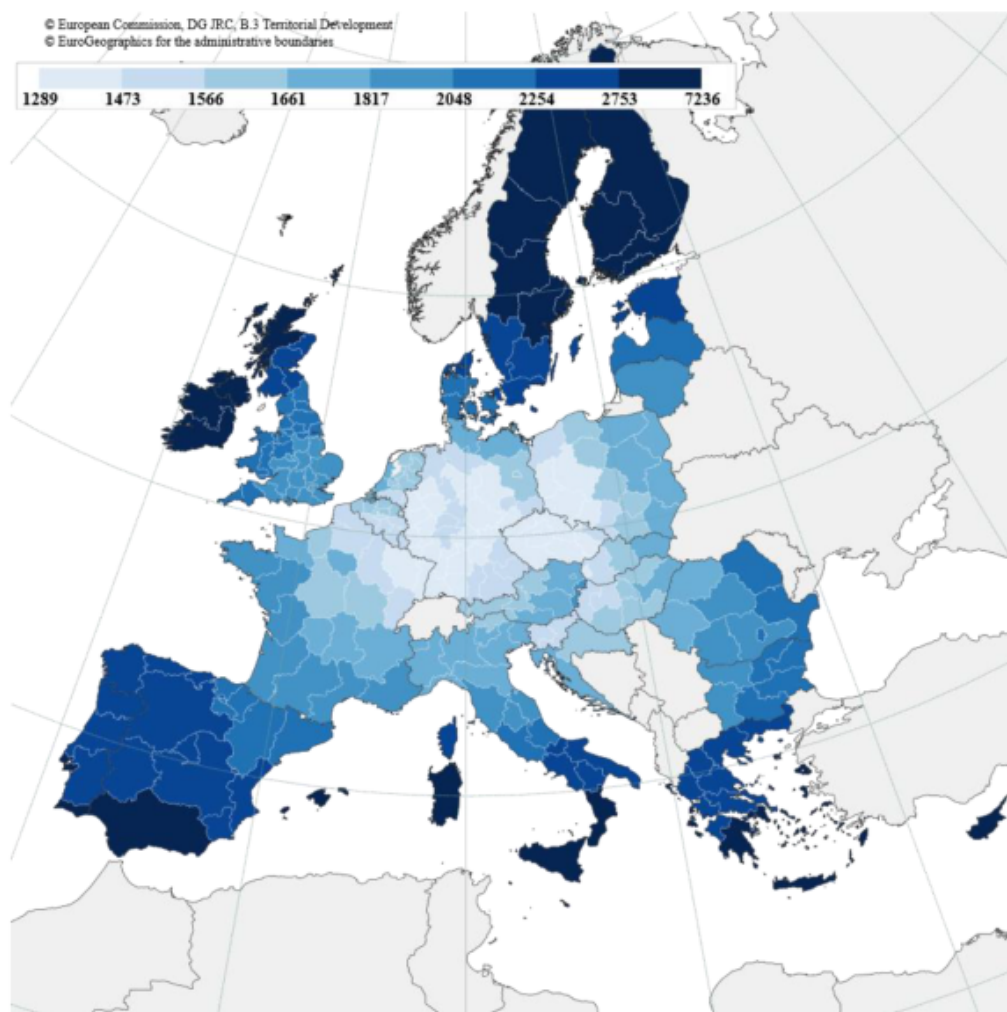 © European Commission, DG JRC, B.3 Territorial Development
© EuroGeographics for the administrative boundaries
1289 1473 1566 1661 1817 2048 2254 2753 7236